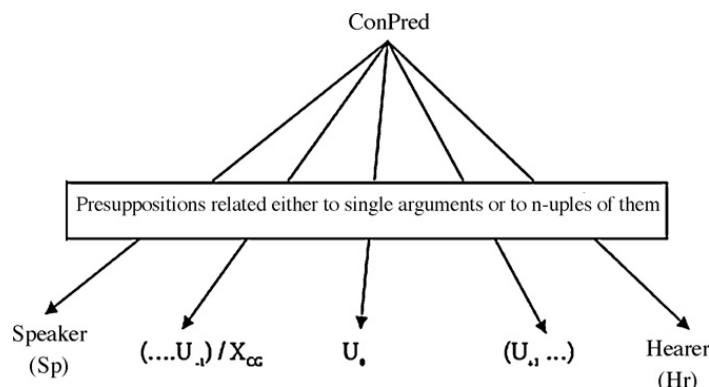 ConPred
Presuppositions related either to single arguments or to n-uples of them
Speaker
(Sp)
(....U₋₁) / X_CG
U₀
(U₊₁ ...)
Hearer
(Hr)